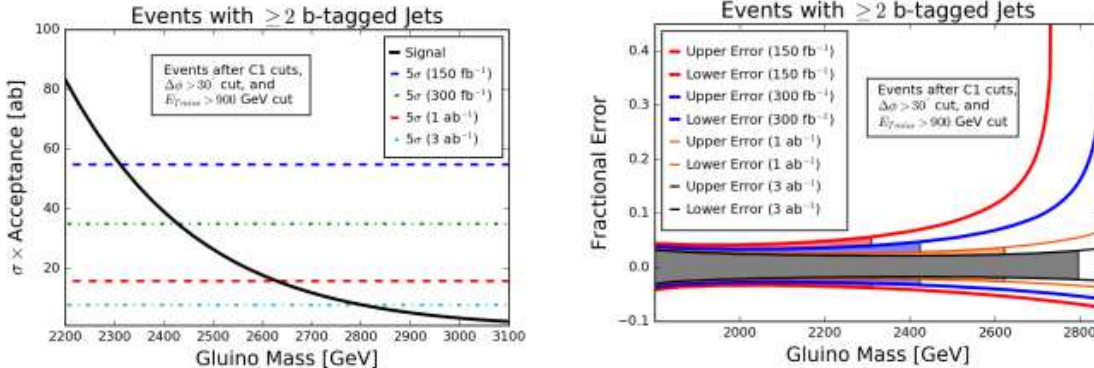 Events with ≥2 b-tagged Jets
σ × Acceptance [ab]
100
80
60
40
20
Events after C1 cuts,
Δϕ>30° cut, and
E_Tmiss>900 GeV cut
Signal
5σ (150 fb⁻¹)
5σ (300 fb⁻¹)
5σ (1 ab⁻¹)
5σ (3 ab⁻¹)
2200 2300 2400 2500 2600 2700 2800 2900 3000 3100
Gluino Mass [GeV]
Events with ≥2 b-tagged Jets
Fractional Error
0.4
0.3
0.2
0.1
0.0
−0.1
Upper Error (150 fb⁻¹)
Lower Error (150 fb⁻¹)
Upper Error (300 fb⁻¹)
Lower Error (300 fb⁻¹)
Upper Error (1 ab⁻¹)
Lower Error (1 ab⁻¹)
Upper Error (3 ab⁻¹)
Lower Error (3 ab⁻¹)
Events after C1 cuts,
Δϕ>30° cut, and
E_Tmiss>900 GeV cut
2000 2200 2400 2600 2800
Gluino Mass [GeV]